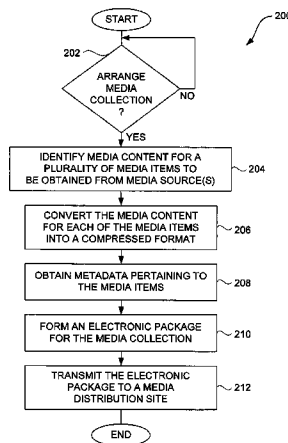 START
200
202
ARRANGE
MEDIA
COLLECTION
?
NO
YES
IDENTIFY MEDIA CONTENT FOR A
PLURALITY OF MEDIA ITEMS TO
BE OBTAINED FROM MEDIA SOURCE(S)
204
CONVERT THE MEDIA CONTENT
FOR EACH OF THE MEDIA ITEMS
INTO A COMPRESSED FORMAT
206
OBTAIN METADATA PERTAINING TO
THE MEDIA ITEMS
208
FORM AN ELECTRONIC PACKAGE
FOR THE MEDIA COLLECTION
210
TRANSMIT THE ELECTRONIC
PACKAGE TO A MEDIA
DISTRIBUTION SITE
212
END